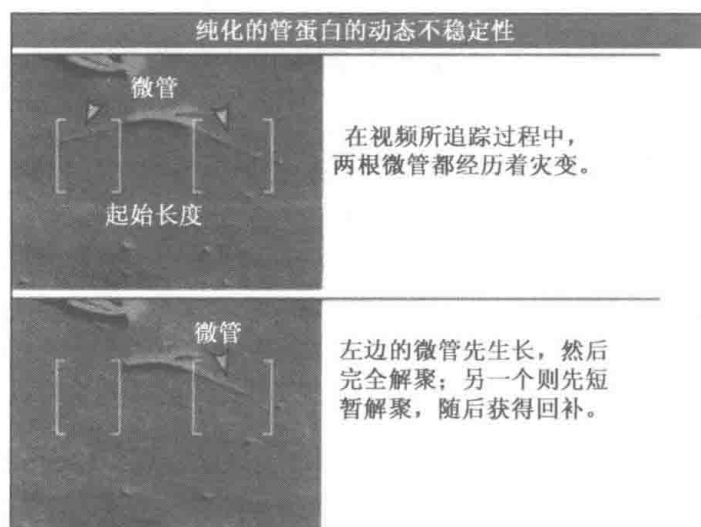 纯化的管蛋白的动态不稳定性
微管
起始长度
在视频所追踪过程中，
两根微管都经历着灾变。
微管
左边的微管先生长，然后
完全解聚；另一个则先短
暂解聚，随后获得回补。